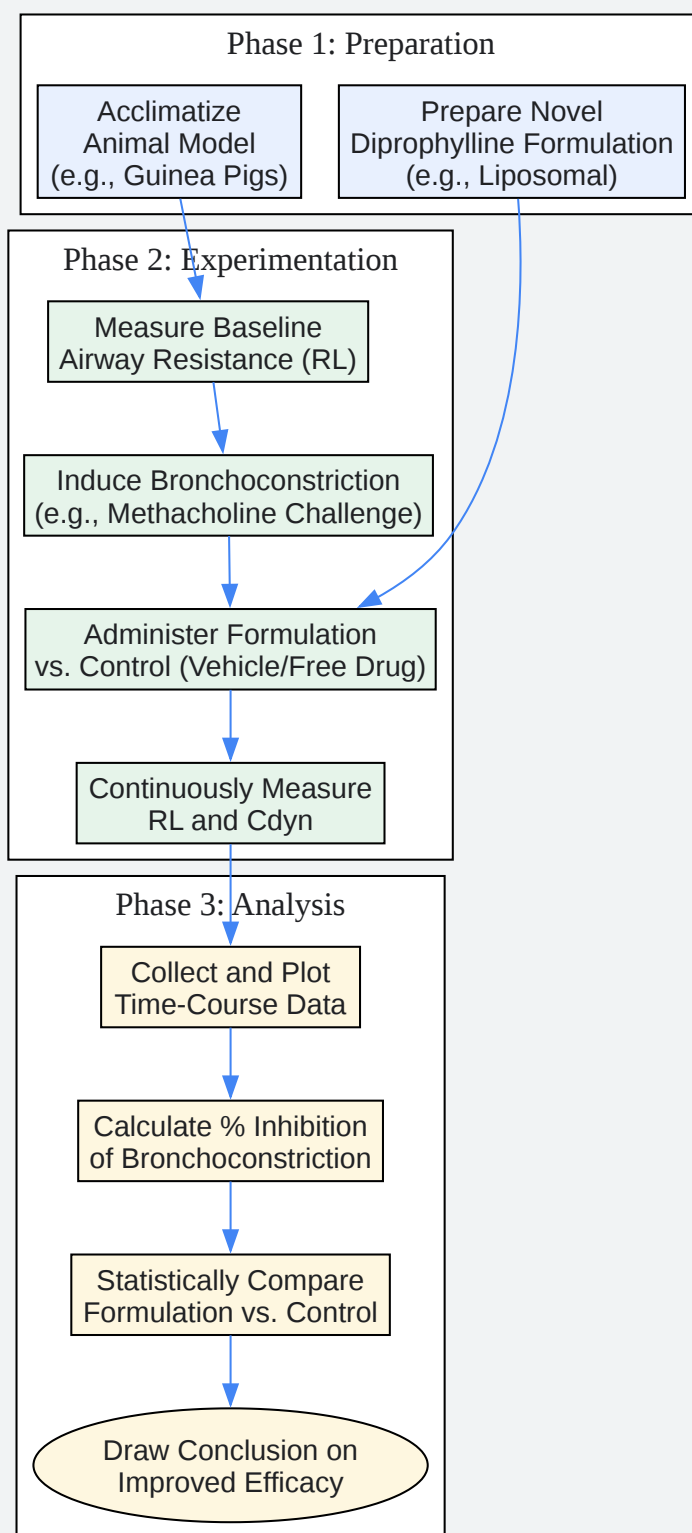 Phase 1: Preparation
Acclimatize
Animal Model
(e.g., Guinea Pigs)
Prepare Novel
Diprophylline Formulation
(e.g., Liposomal)
Phase 2: Experimentation
Measure Baseline
Airway Resistance (RL)
Induce Bronchoconstriction
(e.g., Methacholine Challenge)
Administer Formulation
vs. Control (Vehicle/Free Drug)
Continuously Measure
RL and Cdyn
Phase 3: Analysis
Collect and Plot
Time-Course Data
Calculate % Inhibition
of Bronchoconstriction
Statistically Compare
Formulation vs. Control
Draw Conclusion on
Improved Efficacy